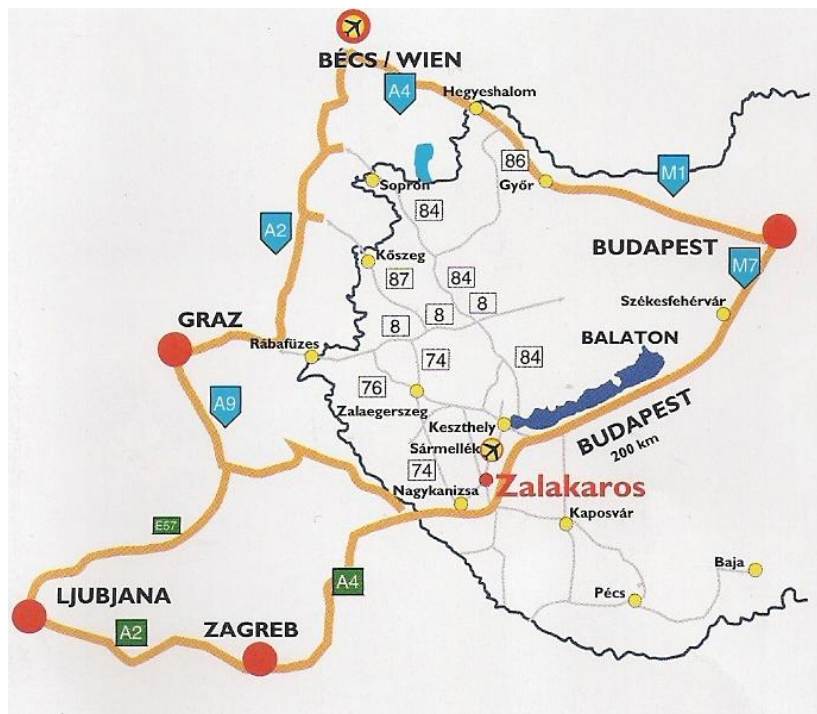 BÉCS / WIEN
A4
Hegyeshalom
86
M1
Sopron
Győr
84
A2
BUDAPEST
Kőszeg
M7
87
84
8
Székesfehérvár
8
GRAZ
8
BALATON
Rábafüzes
74
84
76
A9
Zalaegerszeg
Keszthely
BUDAPEST
200 km
Sármellék
74
Nagykanizsa
Zalakaros
Kaposvár
E57
Baja
A4
LJUBJANA
Pécs
A2
ZAGREB